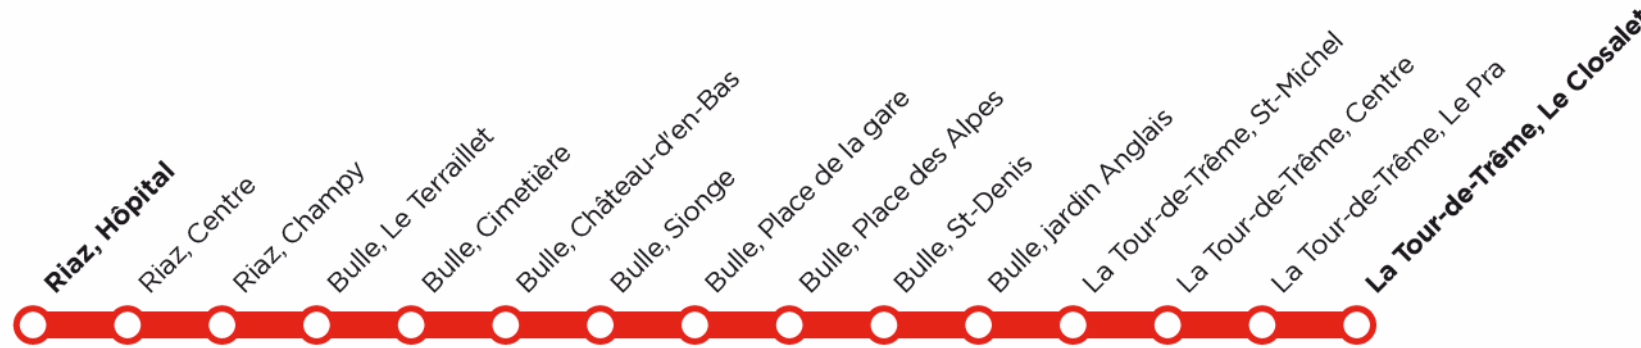 Riaz, Hôpital
Riaz, Centre
Riaz, Champy
Bulle, Le Terraillet
Bulle, Cimetière
Bulle, Château-d'en-Bas
Bulle, Sionge
Bulle, Place de la gare
Bulle, Place des Alpes
Bulle, St-Denis
Bulle, jardin Anglais
La Tour-de-Trême, St-Michel
La Tour-de-Trême, Centre
La Tour-de-Trême, Le Pra
La Tour-de-Trême, Le Closalet